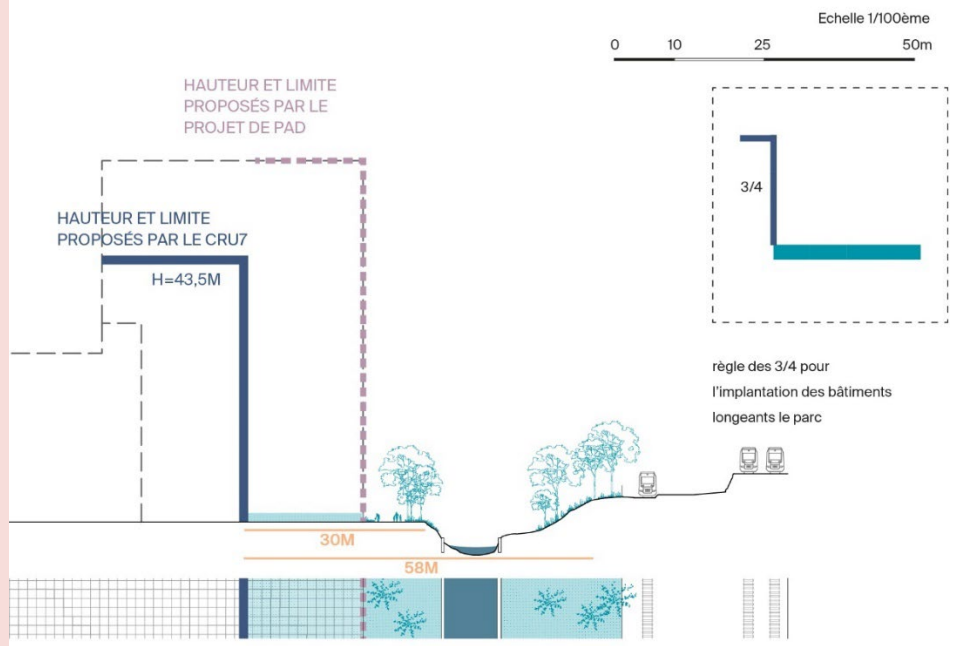 Echelle 1/100ème
0 10 25 50m
HAUTEUR ET LIMITE
PROPOSÉS PAR LE
PROJET DE PAD
HAUTEUR ET LIMITE
PROPOSÉS PAR LE CRU7
H=43,5M
3/4
règle des 3/4 pour
l'implantation des bâtiments
longeants le parc
30M
58M